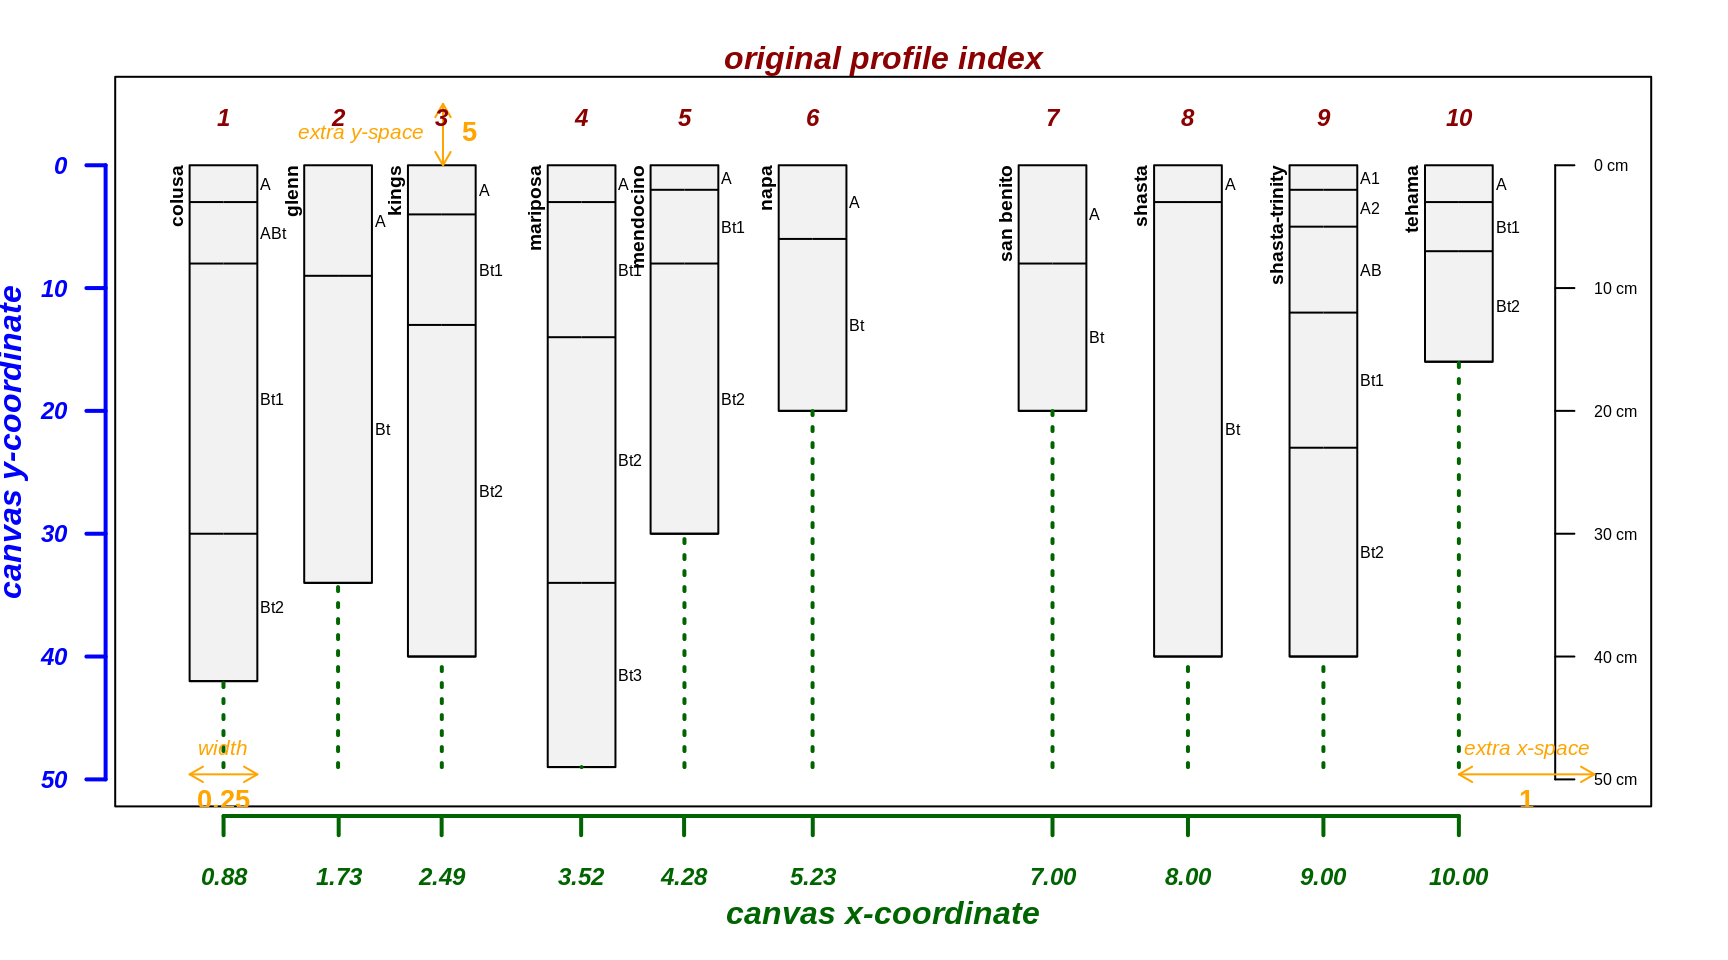 original profile index
1 2 3 4 5 6 7 8 9 10
extra y-space 5
canvas y-coordinate
0
10
20
30
40
50
colusa
A
ABt
Bt1
Bt2
glenn
A
Bt
kings
A
Bt1
Bt2
mariposa
A
Bt1
Bt2
Bt3
mendocino
A
Bt1
Bt2
napa
A
Bt
san benito
A
Bt
shasta
A
Bt
shasta-trinity
A1
A2
AB
Bt1
Bt2
tehama
A
Bt1
Bt2
0 cm
10 cm
20 cm
30 cm
40 cm
50 cm
width
0.25
extra x-space
1
0.88 1.73 2.49 3.52 4.28 5.23 7.00 8.00 9.00 10.00
canvas x-coordinate